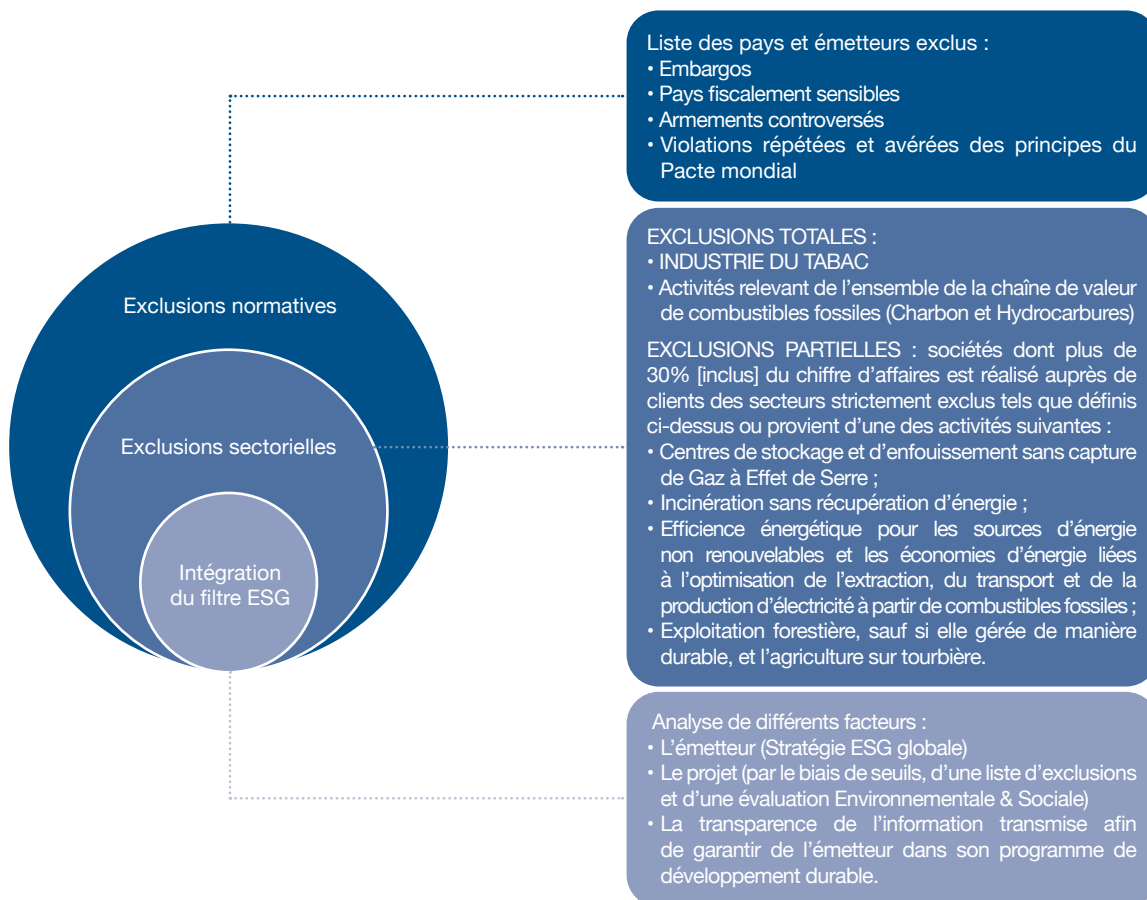 Liste des pays et émetteurs exclus :
• Embargos
• Pays fiscalement sensibles
• Armements controversés
• Violations répétées et avérées des principes du
Pacte mondial
Exclusions normatives
EXCLUSIONS TOTALES :
• INDUSTRIE DU TABAC
• Activités relevant de l'ensemble de la chaîne de valeur
de combustibles fossiles (Charbon et Hydrocarbures)
EXCLUSIONS PARTIELLES : sociétés dont plus de
30% [inclus] du chiffre d'affaires est réalisé auprès de
clients des secteurs strictement exclus tels que définis
ci-dessus ou provient d'une des activités suivantes :
• Centres de stockage et d'enfouissement sans capture
de Gaz à Effet de Serre ;
• Incinération sans récupération d'énergie ;
• Efficience énergétique pour les sources d'énergie
non renouvelables et les économies d'énergie liées
à l'optimisation de l'extraction, du transport et de la
production d'électricité à partir de combustibles fossiles ;
• Exploitation forestière, sauf si elle gérée de manière
durable, et l'agriculture sur tourbière.
Exclusions sectorielles
Intégration
du filtre ESG
Analyse de différents facteurs :
• L'émetteur (Stratégie ESG globale)
• Le projet (par le biais de seuils, d'une liste d'exclusions
et d'une évaluation Environnementale & Sociale)
• La transparence de l'information transmise afin
de garantir de l'émetteur dans son programme de
développement durable.